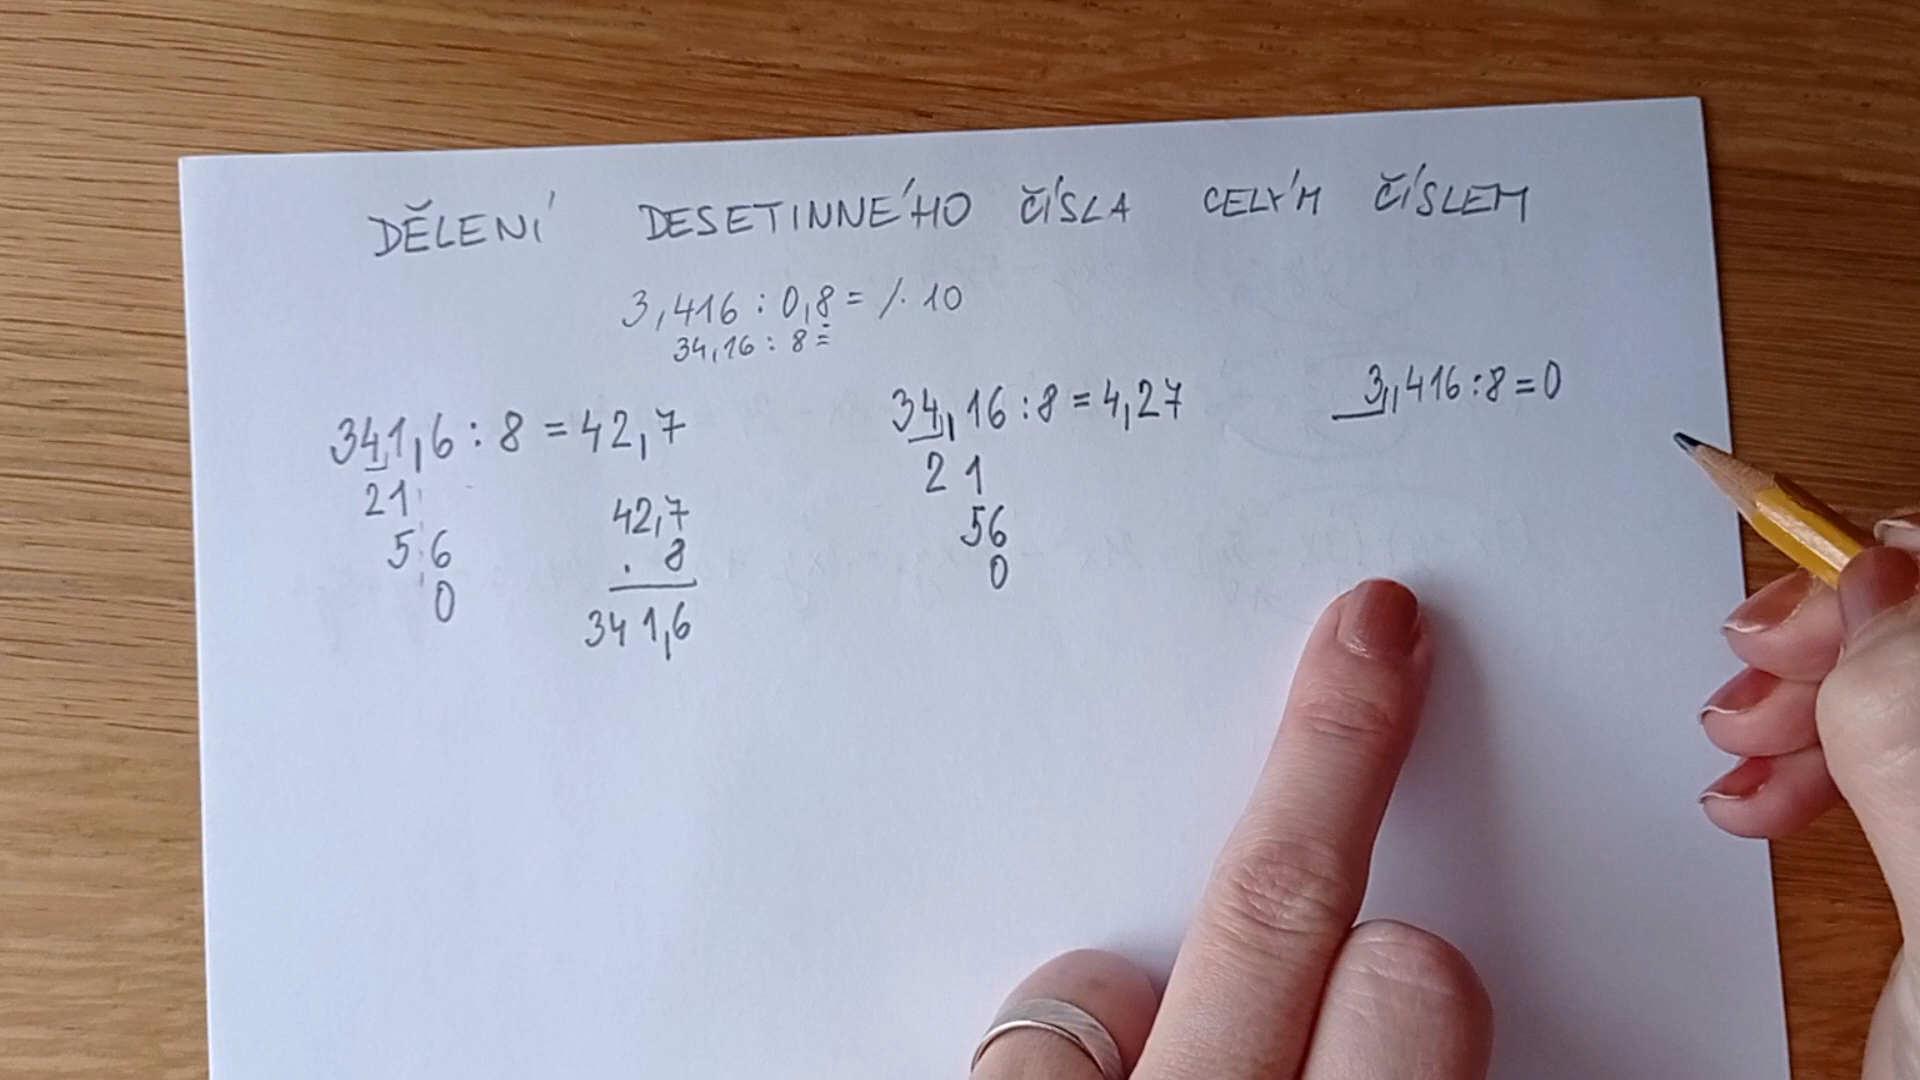 DĚLENÍ DESETINNÉHO ČÍSLA CELÝM ČÍSLEM
3,416 : 0,8 = /. 10
34,16 : 8 =
341,6 : 8 = 42,7
21
5 6
0
42,7
. 8
341,6
34,16 : 8 = 4,27
2 1
56
0
3,416 : 8 = 0